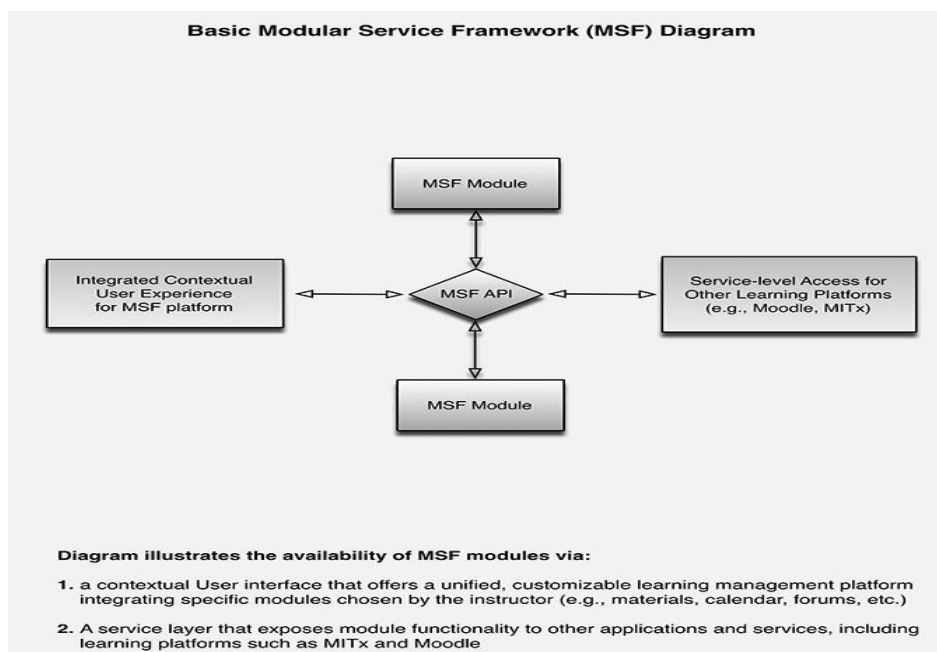 Basic Modular Service Framework (MSF) Diagram
MSF Module
Integrated Contextual
User Experience
for MSF platform
MSF API
Service-level Access for
Other Learning Platforms
(e.g., Moodle, MITx)
MSF Module
Diagram illustrates the availability of MSF modules via:
1. a contextual User interface that offers a unified, customizable learning management platform
integrating specific modules chosen by the instructor (e.g., materials, calendar, forums, etc.)
2. A service layer that exposes module functionality to other applications and services, including
learning platforms such as MITx and Moodle